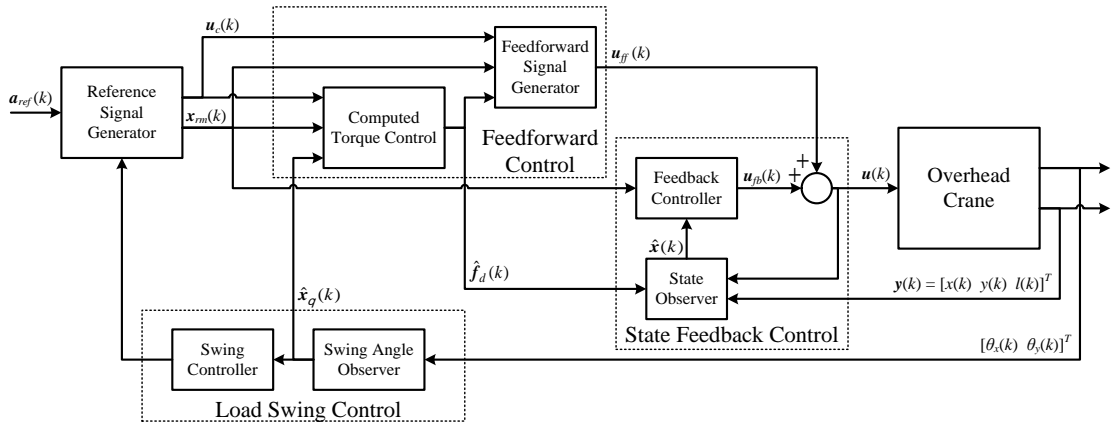 u_c(k)
Feedforward
Signal
Generator
u_ff(k)
a_ref(k)
Reference
Signal
Generator
x_rm(k)
Computed
Torque Control
Feedforward
Control
Feedback
Controller
u_fb(k)
+
+
u(k)
Overhead
Crane
x̂(k)
f̂_d(k)
State
Observer
y(k) = [x(k) y(k) l(k)]^T
State Feedback Control
x̂_q(k)
[θ_x(k) θ_y(k)]^T
Swing
Controller
Swing Angle
Observer
Load Swing Control